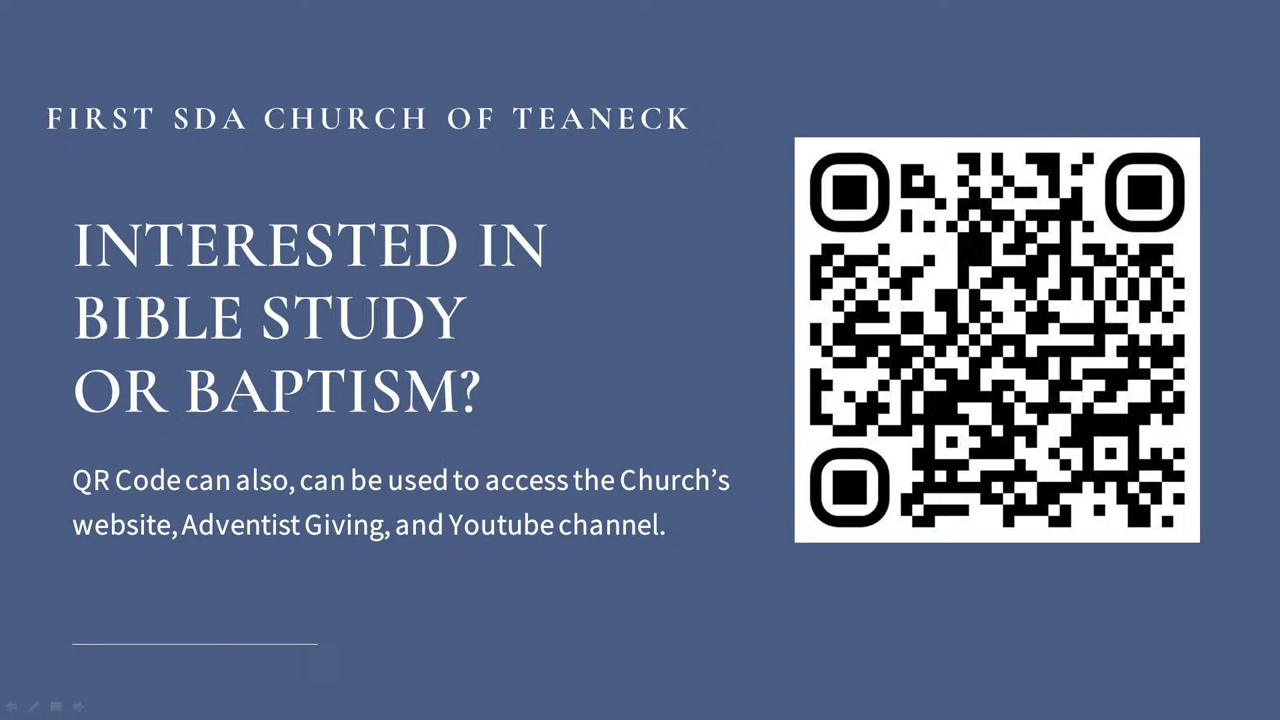 FIRST SDA CHURCH OF TEANECK
INTERESTED IN
BIBLE STUDY
OR BAPTISM?
QR Code can also, can be used to access the Church’s
website, Adventist Giving, and Youtube channel.